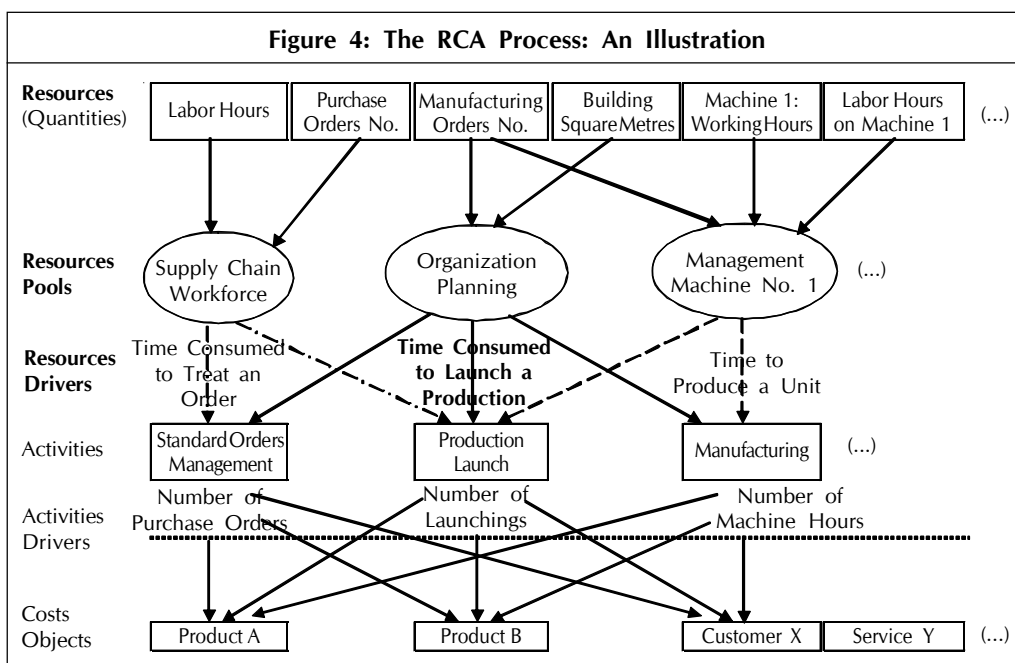 Figure 4: The RCA Process: An Illustration
Resources
(Quantities)
Labor Hours
Purchase
Orders No.
Manufacturing
Orders No.
Building
Square Metres
Machine 1:
Working Hours
Labor Hours
on Machine 1
(...)
Resources
Pools
Supply Chain
Workforce
Organization
Planning
Management
Machine No. 1
(...)
Resources
Drivers
Time Consumed
to Treat an
Order
Time Consumed
to Launch a
Production
Time to
Produce a Unit
Activities
Standard Orders
Management
Production
Launch
Manufacturing
(...)
Activities
Drivers
Number of
Purchase Orders
Number of
Launchings
Number of
Machine Hours
Costs
Objects
Product A
Product B
Customer X
Service Y
(...)